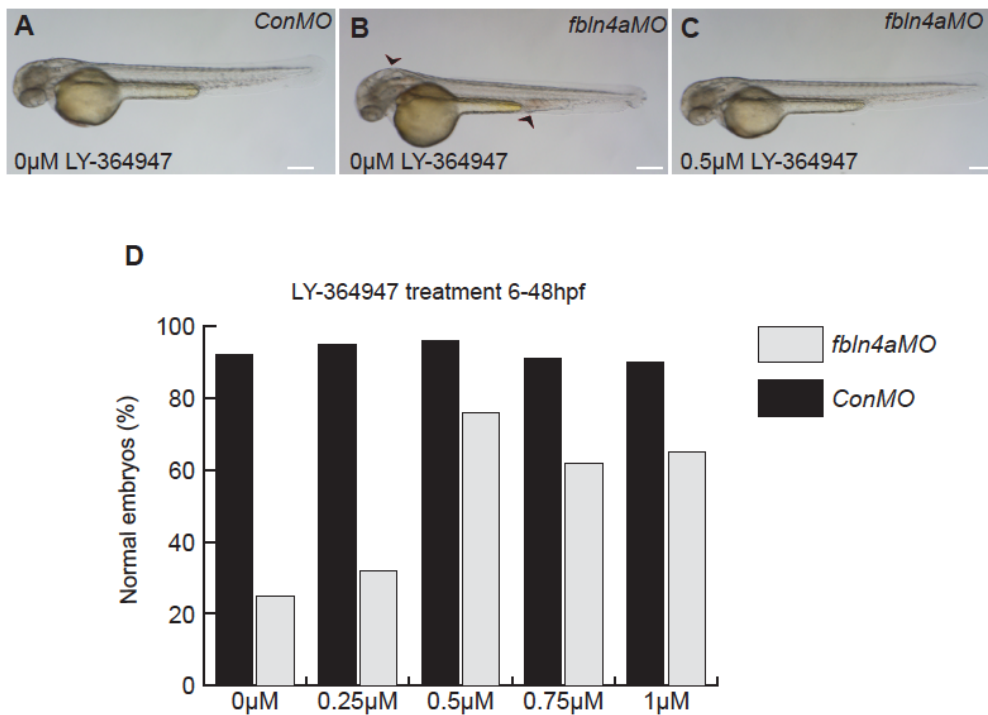 A
ConMO
0µM LY-364947
B
fbln4aMO
0µM LY-364947
C
fbln4aMO
0.5µM LY-364947
D
LY-364947 treatment 6-48hpf
Normal embryos (%)
100
80
60
40
20
0
0µM
0.25µM
0.5µM
0.75µM
1µM
fbln4aMO
ConMO